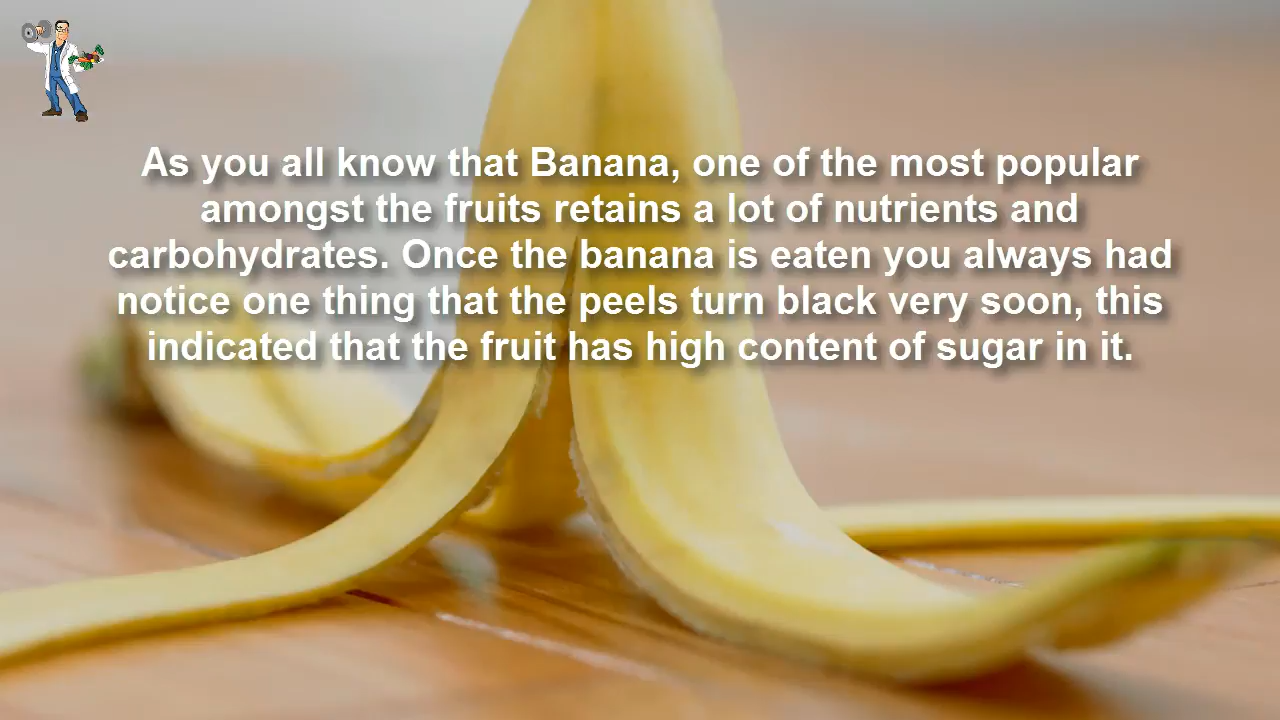 As you all know that Banana, one of the most popular
amongst the fruits retains a lot of nutrients and
carbohydrates. Once the banana is eaten you always had
notice one thing that the peels turn black very soon, this
indicated that the fruit has high content of sugar in it.